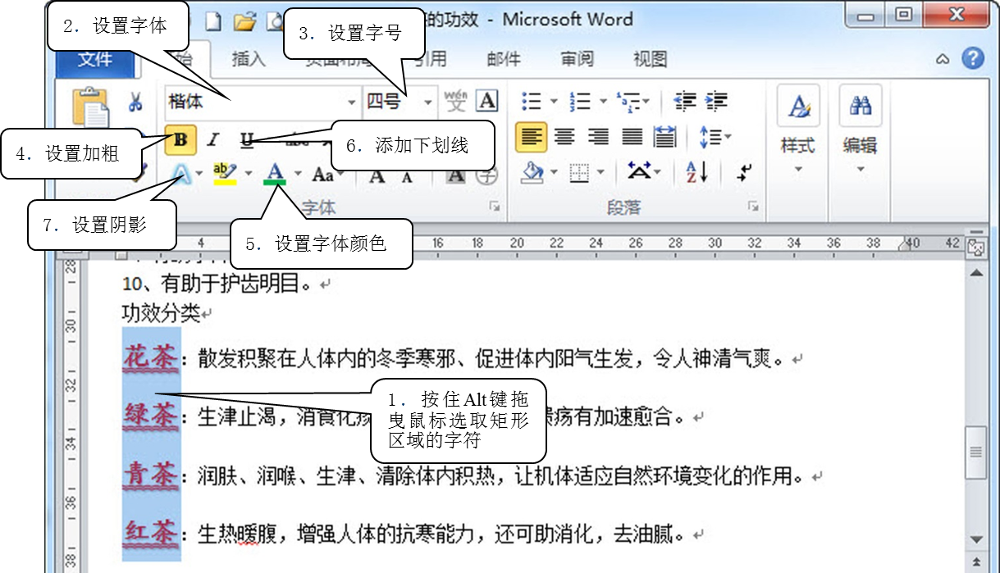 2．设置字体
3．设置字号
的功效 - Microsoft Word
文件
始
插入
引用
邮件
审阅
视图
楷体
四号
wén
文
A
B
I
U
abc
4．设置加粗
6．添加下划线
样式
编辑
A
ab
A
Aa
A
A
A
字
A
Z
7．设置阴影
字体
段落
5．设置字体颜色
4
16
18
20
22
24
26
28
30
32
34
36
38
40
42
28
30
32
34
36
38
10、有助于护齿明目。
功效分类
花茶：散发积聚在人体内的冬季寒邪、促进体内阳气生发，令人神清气爽。
1．按住Alt键拖
曳鼠标选取矩形
区域的字符
绿茶：生津止渴，消食化 疡有加速愈合。
青茶：润肤、润喉、生津、清除体内积热，让机体适应自然环境变化的作用。
红茶：生热暖腹，增强人体的抗寒能力，还可助消化，去油腻。